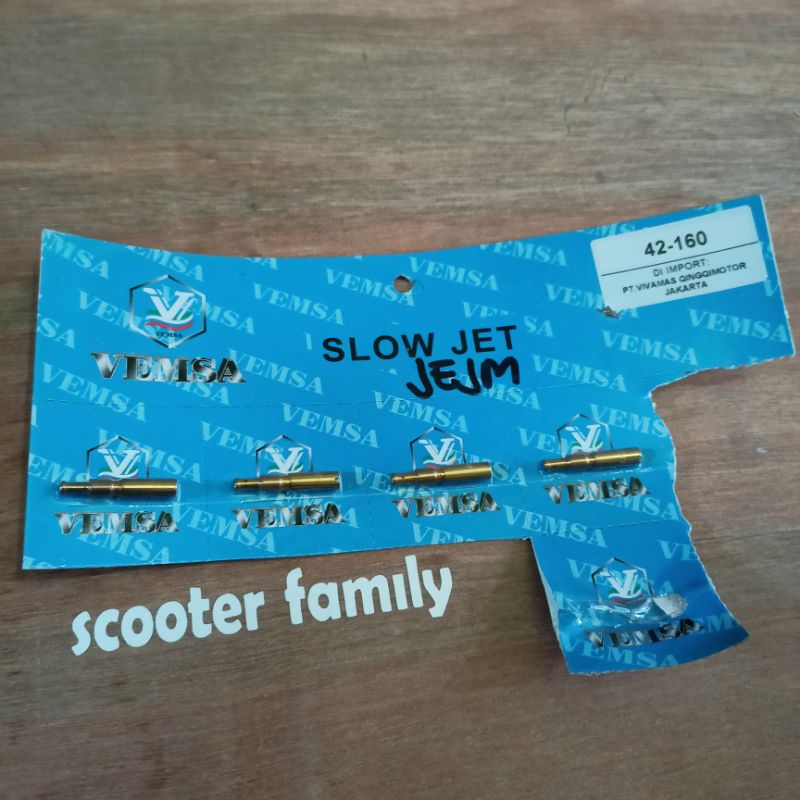 42-160
DI IMPORT:
PT.VIVAMAS QINGQIMOTOR
JAKARTA
VEMSA
VEMSA
SLOW JET
JEJM
VEMSA
VEMSA
VEMSA
VEMSA
VEMSA
scooter family